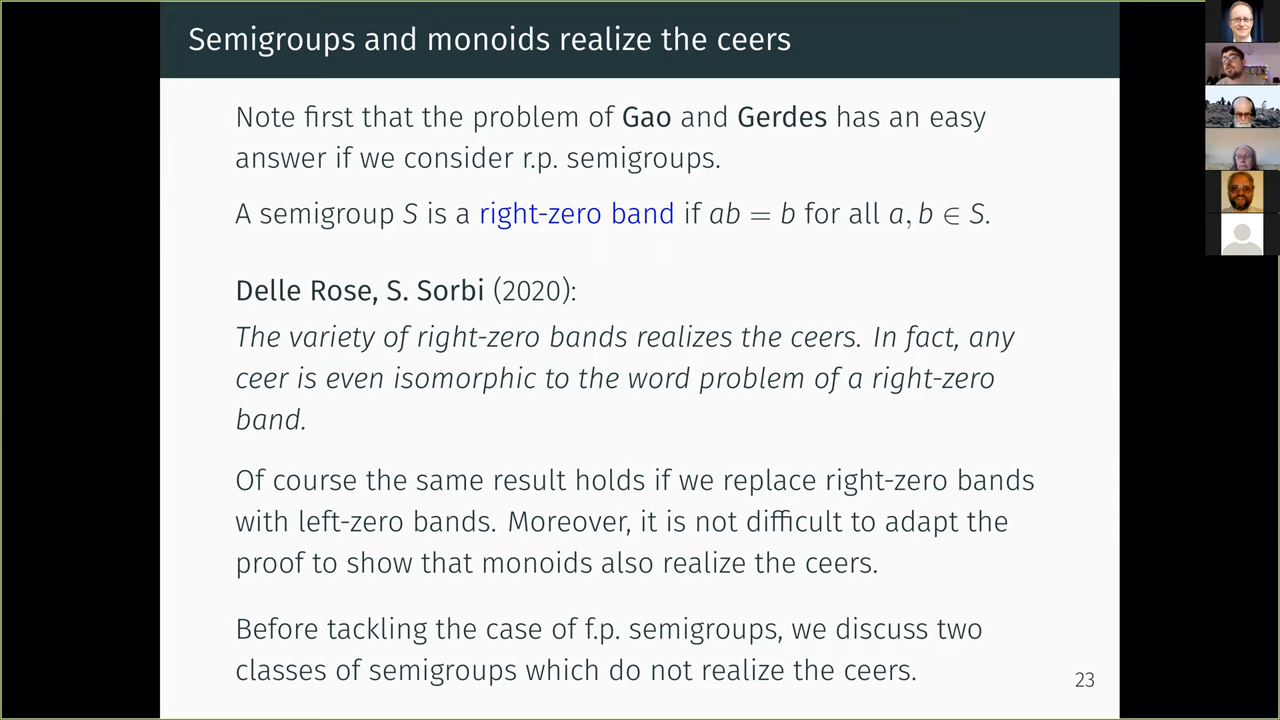 Semigroups and monoids realize the ceers
Note first that the problem of Gao and Gerdes has an easy
answer if we consider r.p. semigroups.
A semigroup S is a right-zero band if ab = b for all a, b ∈ S.
Delle Rose, S. Sorbi (2020):
The variety of right-zero bands realizes the ceers. In fact, any
ceer is even isomorphic to the word problem of a right-zero
band.
Of course the same result holds if we replace right-zero bands
with left-zero bands. Moreover, it is not difficult to adapt the
proof to show that monoids also realize the ceers.
Before tackling the case of f.p. semigroups, we discuss two
classes of semigroups which do not realize the ceers.
23